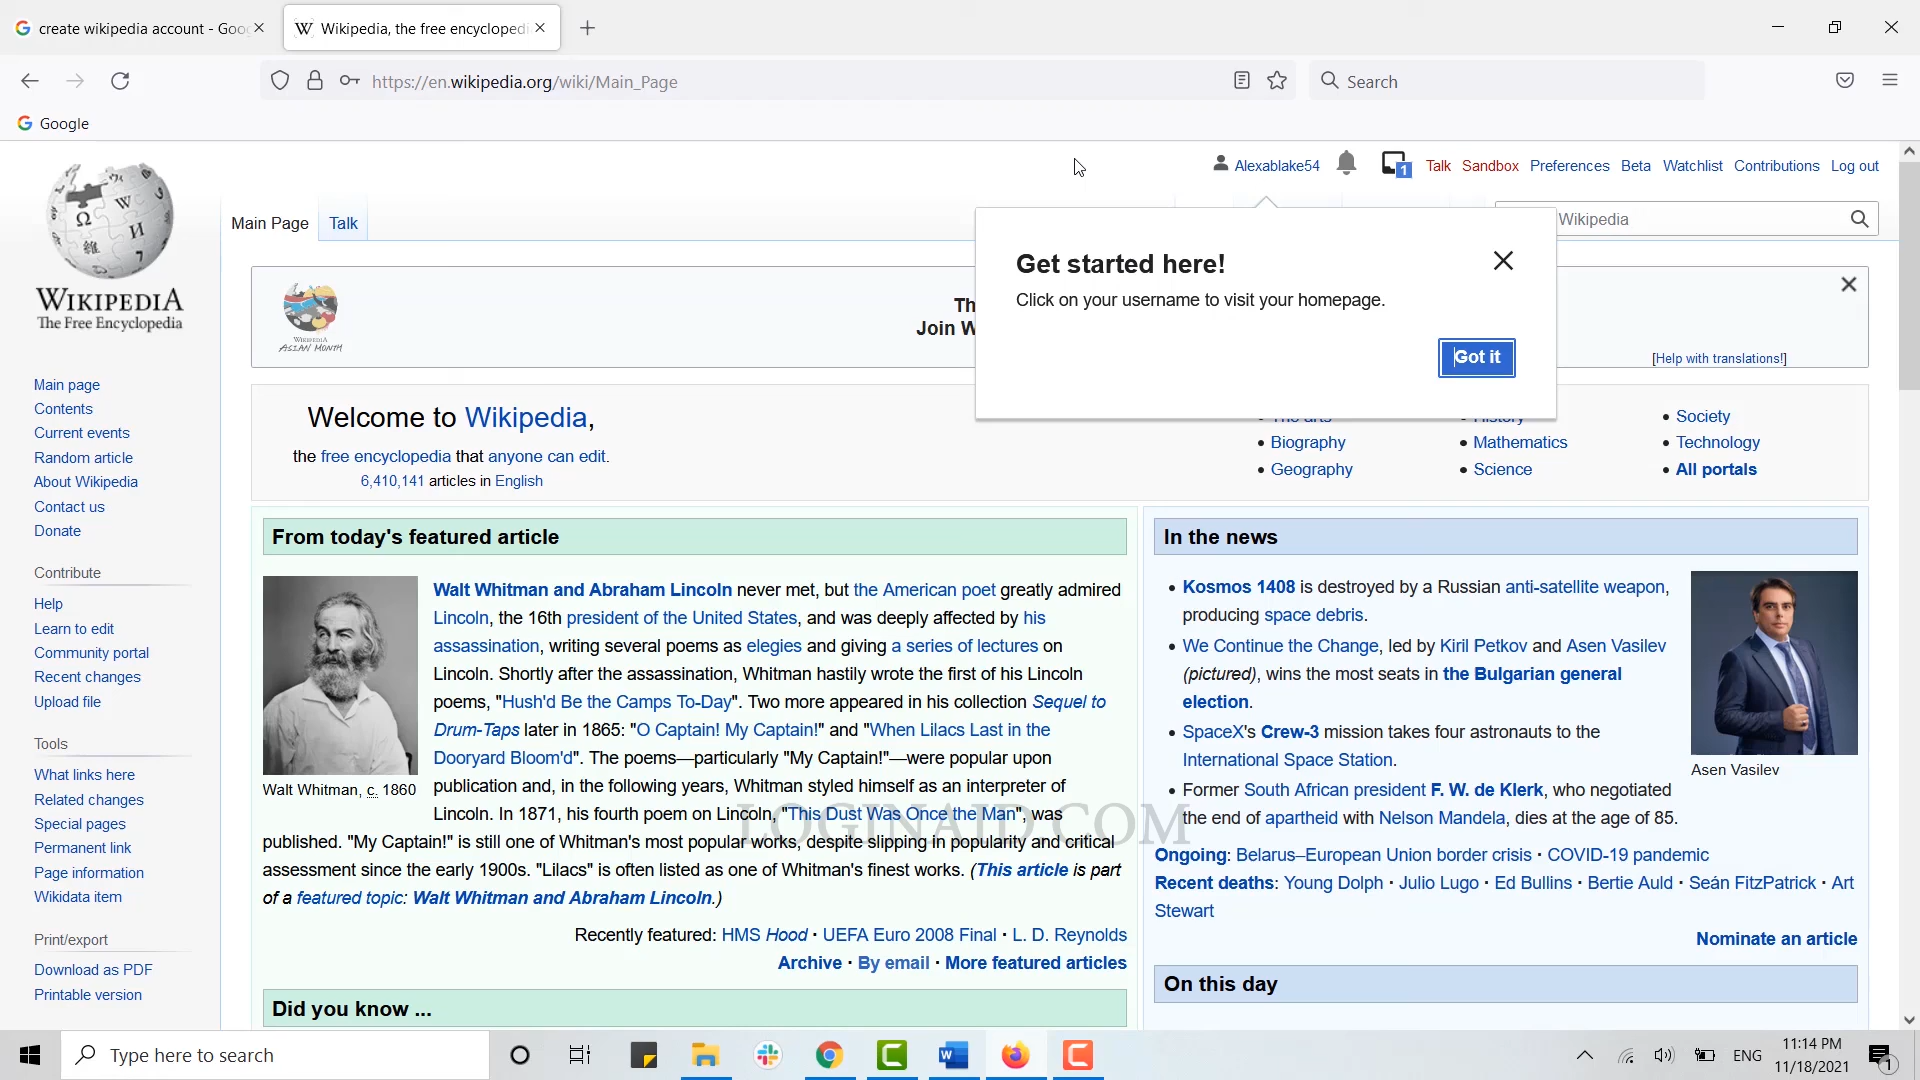 create wikipedia account - Goo
Wikipedia, the free encycloped
https://en.wikipedia.org/wiki/Main_Page
Search
Google
Alexablake54
1
Talk
Sandbox
Preferences
Beta
Watchlist
Contributions
Log out
WIKIPEDIA
The Free Encyclopedia
Main Page
Talk
Wikipedia
Get started here!
Click on your username to visit your homepage.
Got it
WIKIPEDIA
ASIAN MONTH
Th
Join W
[Help with translations!]
Welcome to Wikipedia,
the free encyclopedia that anyone can edit.
6,410,141 articles in English
• The arts
• Biography
• Geography
• History
• Mathematics
• Science
• Society
• Technology
• All portals
Main page
Contents
Current events
Random article
About Wikipedia
Contact us
Donate
Contribute
Help
Learn to edit
Community portal
Recent changes
Upload file
Tools
What links here
Related changes
Special pages
Permanent link
Page information
Wikidata item
Print/export
Download as PDF
Printable version
From today's featured article
Walt Whitman and Abraham Lincoln never met, but the American poet greatly admired
Lincoln, the 16th president of the United States, and was deeply affected by his
assassination, writing several poems as elegies and giving a series of lectures on
Lincoln. Shortly after the assassination, Whitman hastily wrote the first of his Lincoln
poems, "Hush'd Be the Camps To-Day". Two more appeared in his collection Sequel to
Drum-Taps later in 1865: "O Captain! My Captain!" and "When Lilacs Last in the
Dooryard Bloom'd". The poems—particularly "My Captain!"—were popular upon
publication and, in the following years, Whitman styled himself as an interpreter of
Lincoln. In 1871, his fourth poem on Lincoln, "This Dust Was Once the Man", was
published. "My Captain!" is still one of Whitman's most popular works, despite slipping in popularity and critical
assessment since the early 1900s. "Lilacs" is often listed as one of Whitman's finest works. (This article is part
of a featured topic: Walt Whitman and Abraham Lincoln.)
Walt Whitman, c. 1860
Recently featured: HMS Hood · UEFA Euro 2008 Final · L. D. Reynolds
Archive · By email · More featured articles
Did you know ...
In the news
• Kosmos 1408 is destroyed by a Russian anti-satellite weapon,
producing space debris.
• We Continue the Change, led by Kiril Petkov and Asen Vasilev
(pictured), wins the most seats in the Bulgarian general
election.
• SpaceX's Crew-3 mission takes four astronauts to the
International Space Station.
• Former South African president F. W. de Klerk, who negotiated
the end of apartheid with Nelson Mandela, dies at the age of 85.
Asen Vasilev
Ongoing: Belarus–European Union border crisis · COVID-19 pandemic
Recent deaths: Young Dolph · Julio Lugo · Ed Bullins · Bertie Auld · Seán FitzPatrick · Art
Stewart
Nominate an article
On this day
LOGINAID.COM
Type here to search
ENG
11:14 PM
11/18/2021
1